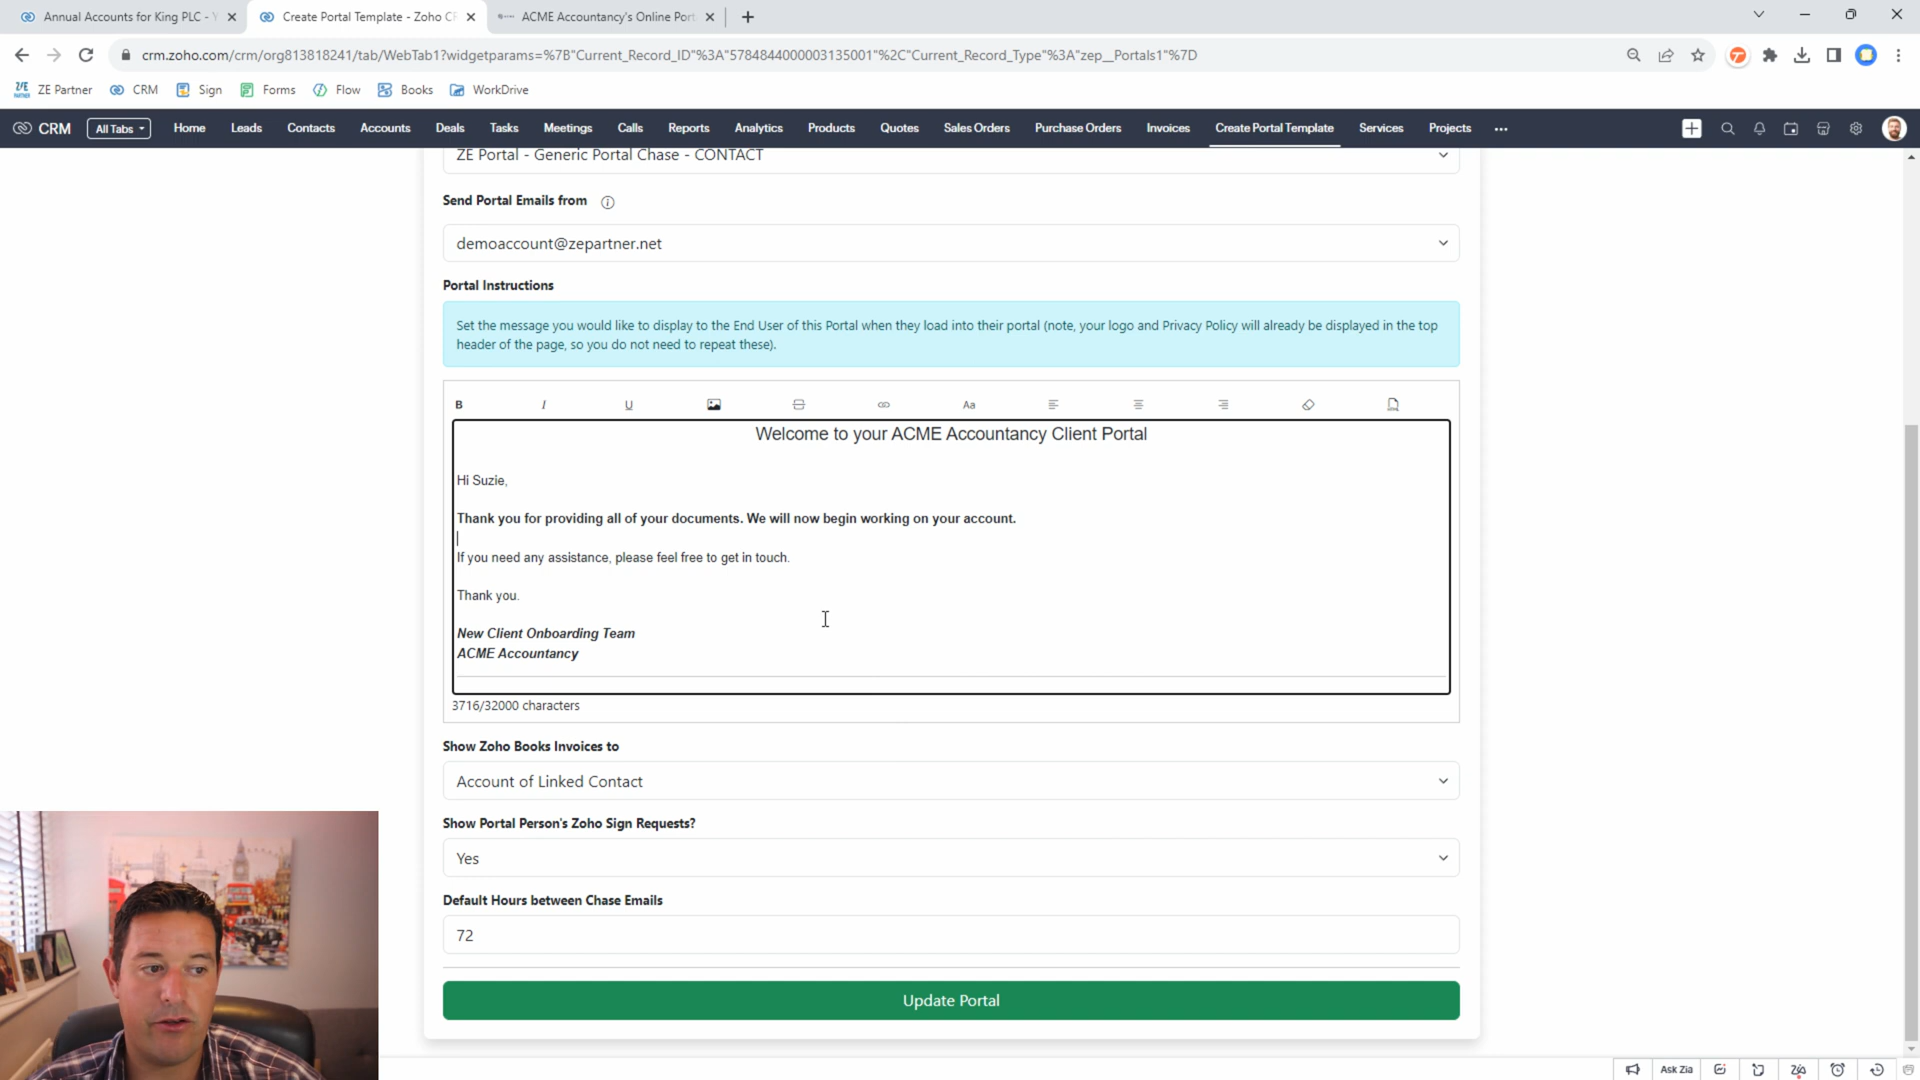 Annual Accounts for King PLC -
Create Portal Template - Zoho CR
ACME Accountancy's Online Port
crm.zoho.com/crm/org813818241/tab/WebTab1?widgetparams=%7B"Current_Record_ID"%3A"5784844000003135001"%2C"Current_Record_Type"%3A"zep__Portals1"%7D
ZE Partner
CRM
Sign
Forms
Flow
Books
WorkDrive
CRM
All Tabs
Home
Leads
Contacts
Accounts
Deals
Tasks
Meetings
Calls
Reports
Analytics
Products
Quotes
Sales Orders
Purchase Orders
Invoices
Create Portal Template
Services
Projects
ZE Portal - Generic Portal Chase - CONTACT
Send Portal Emails from
demoaccount@zepartner.net
Portal Instructions
Set the message you would like to display to the End User of this Portal when they load into their portal (note, your logo and Privacy Policy will already be displayed in the top
header of the page, so you do not need to repeat these).
B I U Aa
Welcome to your ACME Accountancy Client Portal
Hi Suzie,
Thank you for providing all of your documents. We will now begin working on your account.
If you need any assistance, please feel free to get in touch.
Thank you.
New Client Onboarding Team
ACME Accountancy
3716/32000 characters
Show Zoho Books Invoices to
Account of Linked Contact
Show Portal Person's Zoho Sign Requests?
Yes
Default Hours between Chase Emails
72
Update Portal
Ask Zia